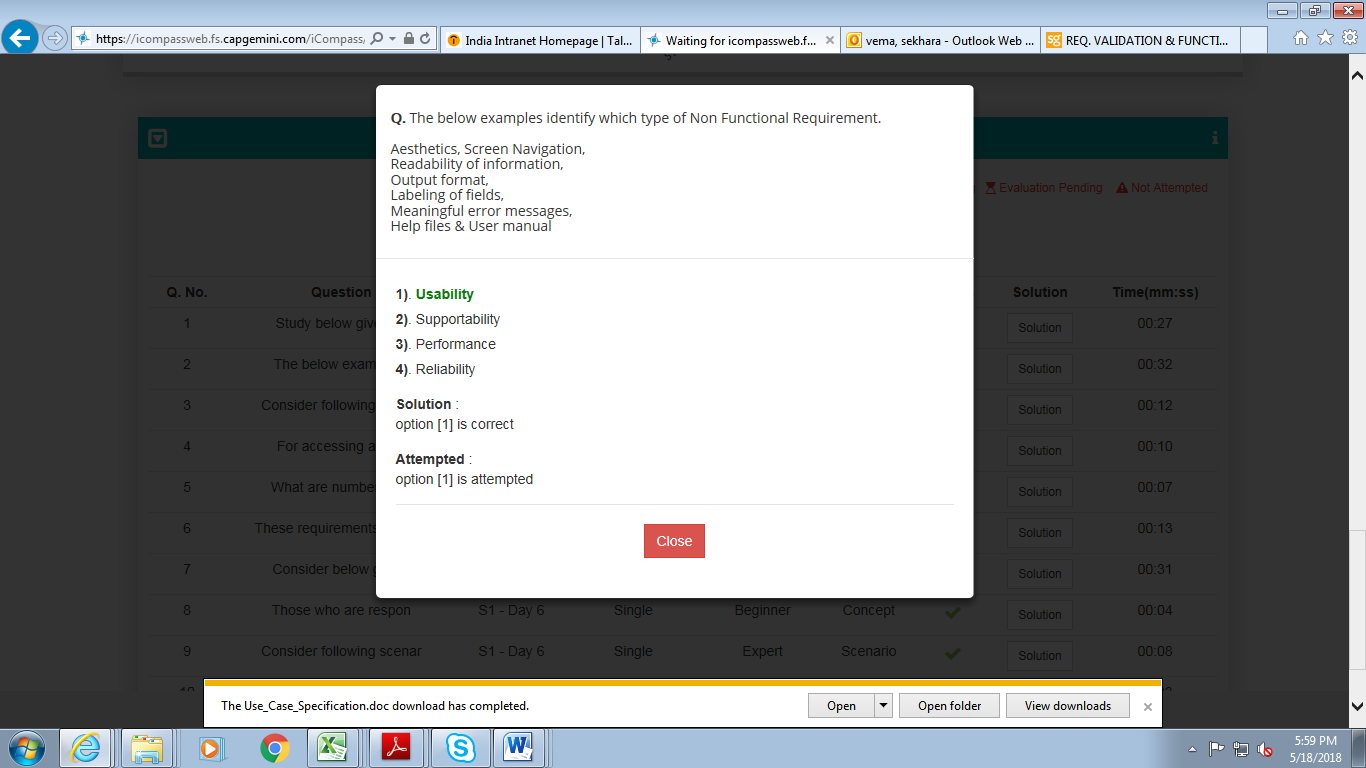 https://icompassweb.fs.capgemini.com/iCompass/
India Intranet Homepage | Tal...
Waiting for icompassweb.f...
vema, sekhara - Outlook Web ...
REQ. VALIDATION & FUNCTI...
Q. The below examples identify which type of Non Functional Requirement.
Aesthetics, Screen Navigation,
Readability of information,
Output format,
Labeling of fields,
Meaningful error messages,
Help files & User manual
Evaluation Pending Not Attempted
1). Usability
2). Supportability
3). Performance
4). Reliability
Solution :
option [1] is correct
Attempted :
option [1] is attempted
Close
Q. No. Question Solution Time(mm:ss)
1 Study below give Solution 00:27
2 The below exam Solution 00:32
3 Consider following Solution 00:12
4 For accessing a Solution 00:10
5 What are numbe Solution 00:07
6 These requirements Solution 00:13
7 Consider below g Solution 00:31
8 Those who are respon S1 - Day 6 Single Beginner Concept Solution 00:04
9 Consider following scenar S1 - Day 6 Single Expert Scenario Solution 00:08
The Use_Case_Specification.doc download has completed.
Open Open folder View downloads
5:59 PM
5/18/2018